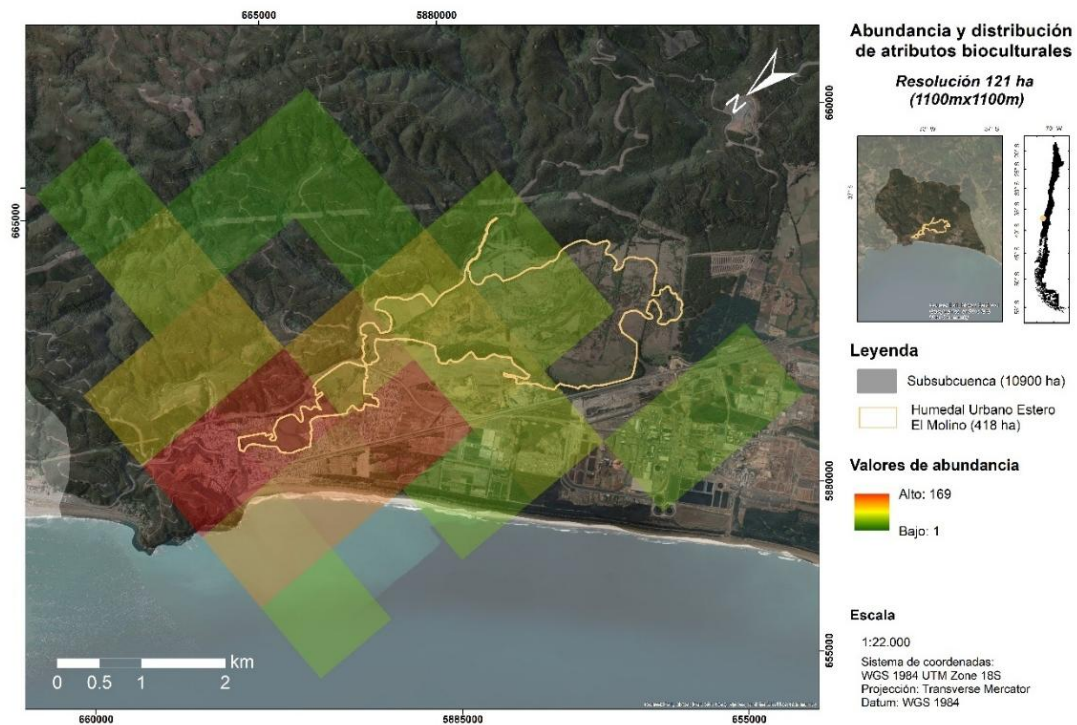 665000
5880000
Abundancia y distribución
de atributos bioculturales
Resolución 121 ha
(1100mx1100m)
N
660000
665000
5880000
655000
Leyenda
Subsubcuenca (10900 ha)
Humedal Urbano Estero
El Molino (418 ha)
Valores de abundancia
Alto: 169
Bajo: 1
Escala
1:22.000
Sistema de coordenadas:
WGS 1984 UTM Zone 18S
Projección: Transverse Mercator
Datum: WGS 1984
km
0 0.5 1 2
660000
5885000
655000